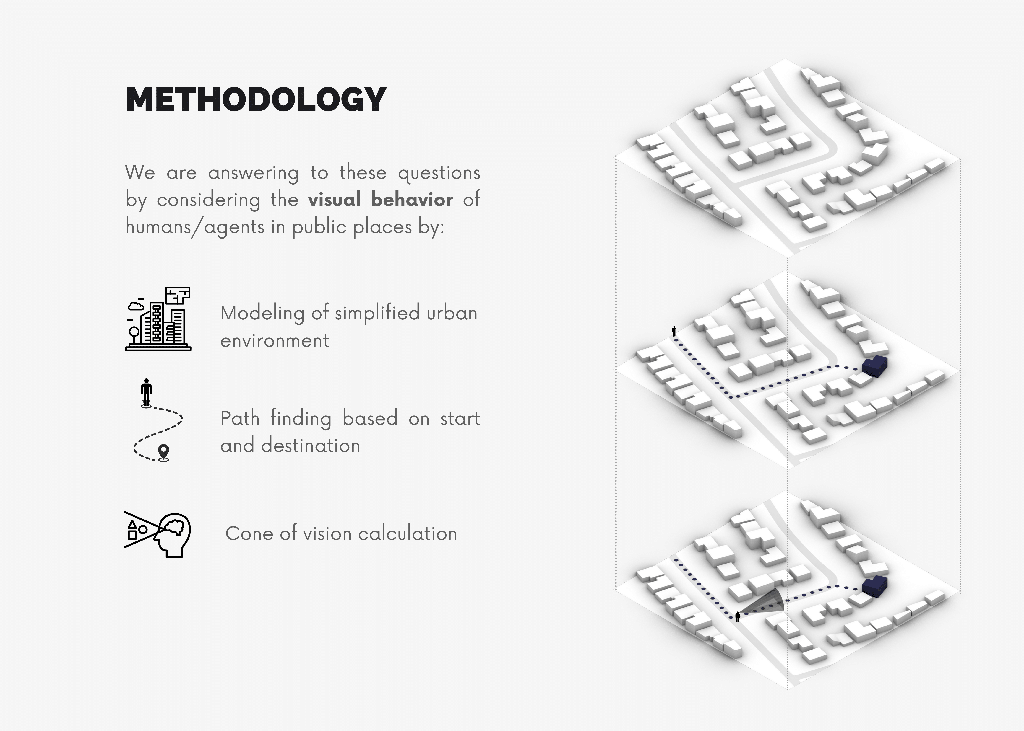 METHODOLOGY
We are answering to these questions
by considering the visual behavior of
humans/agents in public places by:
Modeling of simplified urban
environment
Path finding based on start
and destination
Cone of vision calculation